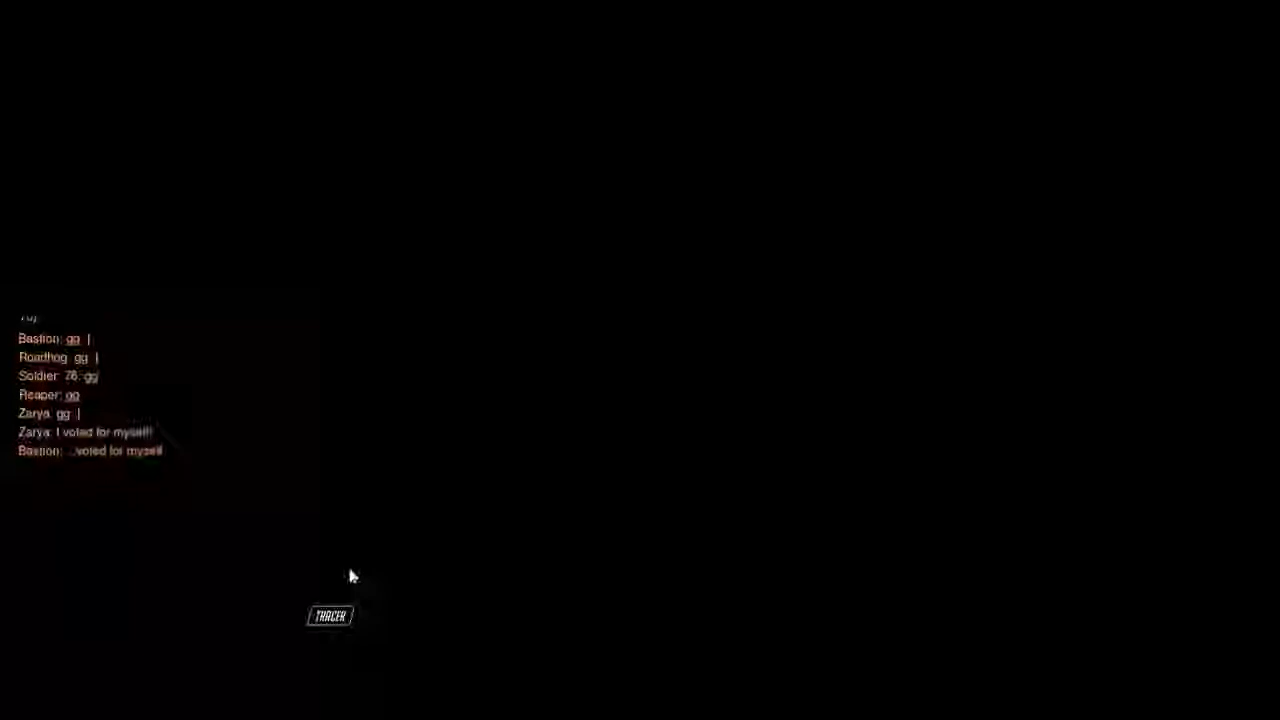 Bastion: gg |
Roadhog: gg |
Soldier: 76: gg
Reaper: gg
Zarya: gg |
Zarya: I voted for myself!
Bastion: ...voted for myself
TRACER